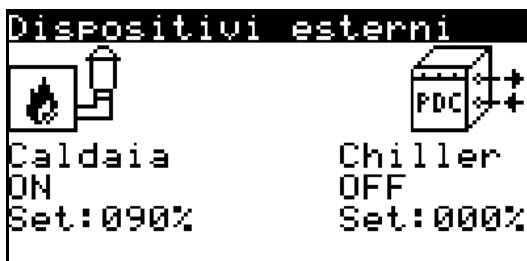 Dispositivi esterni
PDC
Caldaia Chiller
ON OFF
Set:090% Set:000%